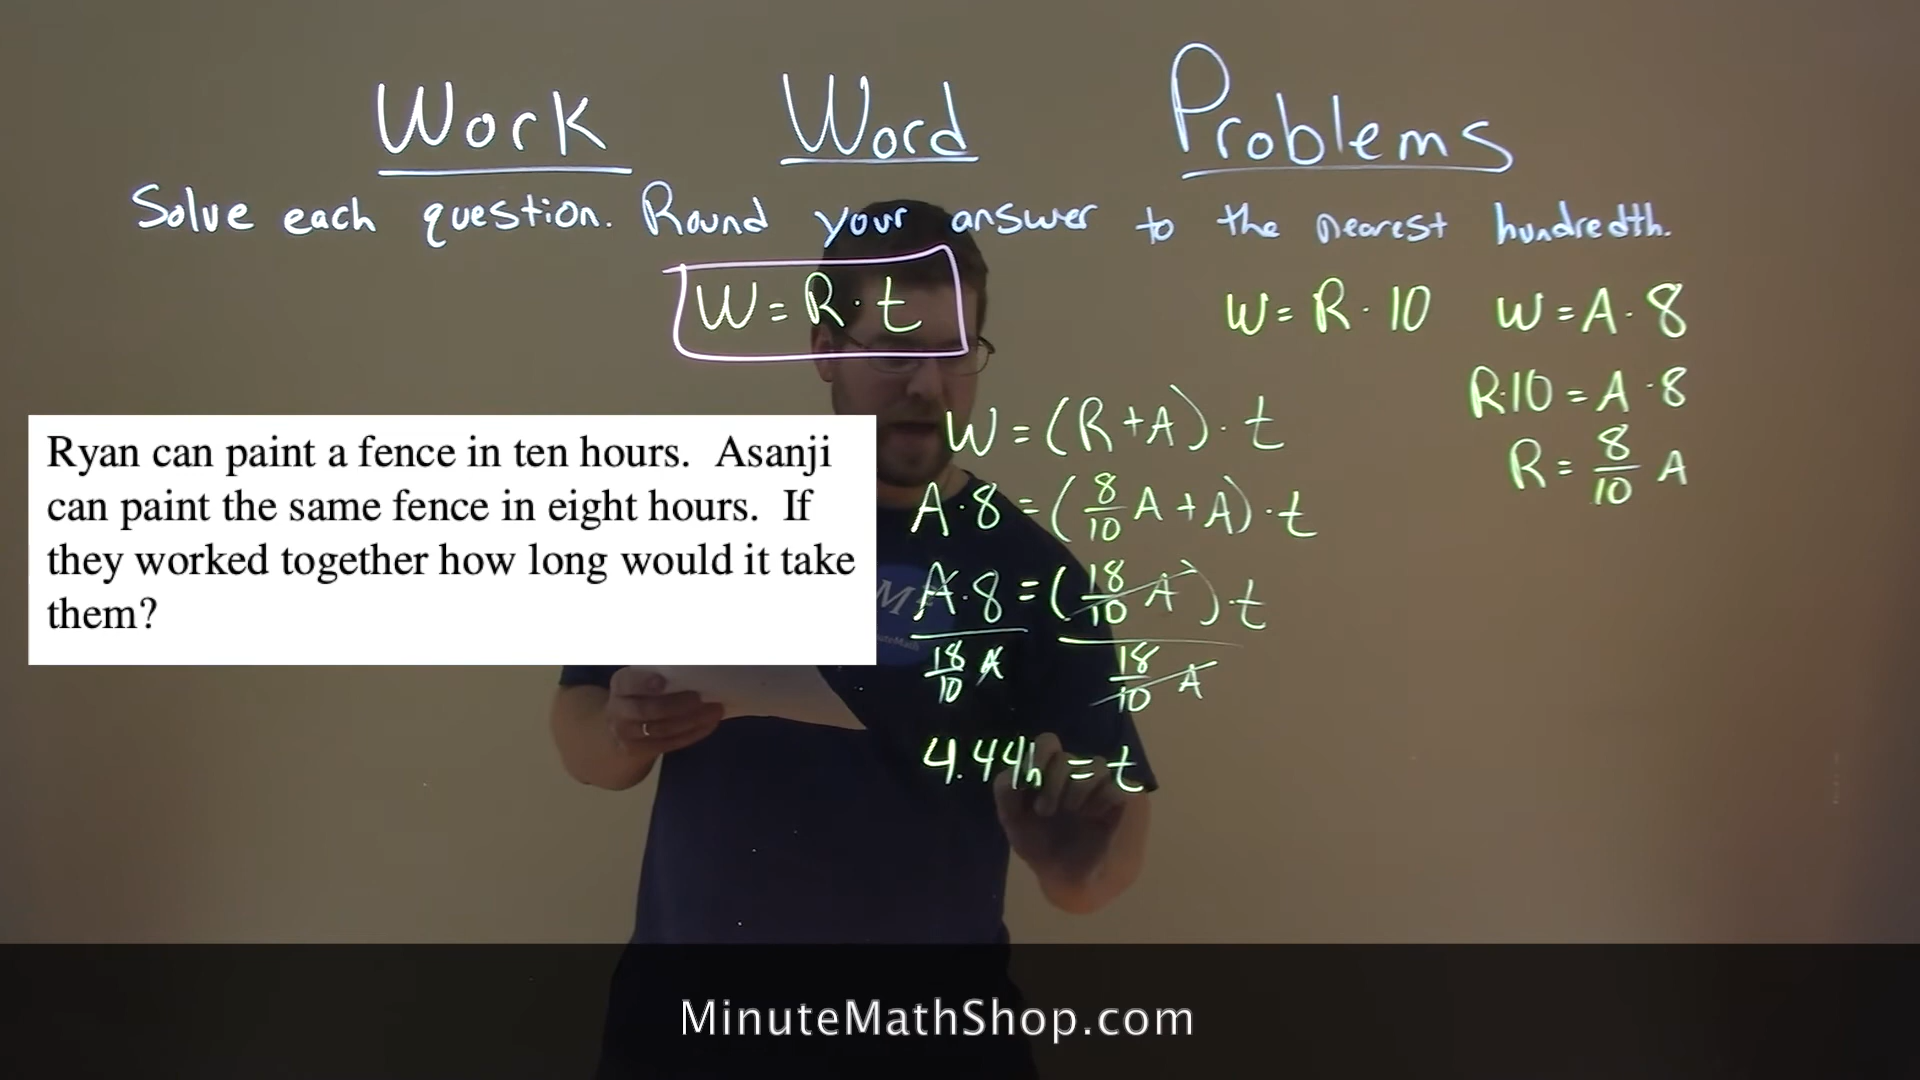 Work Word Problems
Solve each question. Round your answer to the nearest hundredth.
W = R · t
W = R · 10
W = A · 8
R·10 = A · 8
R = 8/10 A
Ryan can paint a fence in ten hours. Asanji
can paint the same fence in eight hours. If
they worked together how long would it take
them?
W = (R + A) · t
A · 8 = (8/10 A + A) · t
A · 8 = (18/10 A) · t
18/10 A 18/10 A
4.44h = t
MinuteMathShop.com